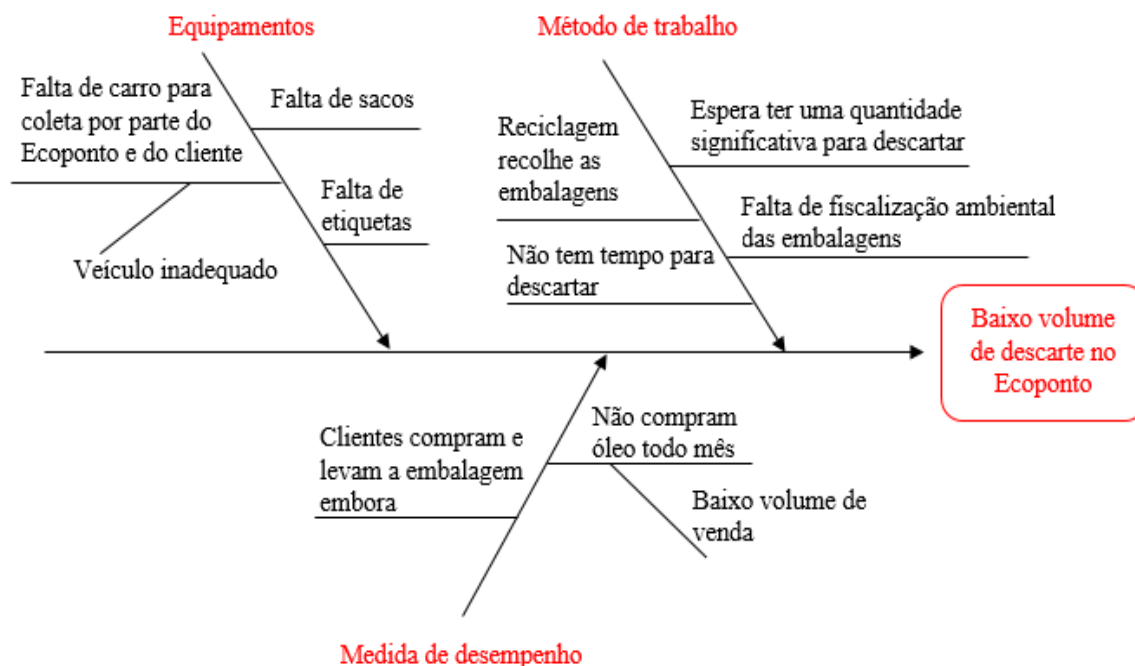 Equipamentos
Método de trabalho
Falta de carro para
coleta por parte do
Ecoponto e do cliente
Falta de sacos
Falta de
etiquetas
Veículo inadequado
Reciclagem
recolhe as
embalagens
Espera ter uma quantidade
significativa para descartar
Não tem tempo para
descartar
Falta de fiscalização ambiental
das embalagens
Baixo volume
de descarte no
Ecoponto
Clientes compram e
levam a embalagem
embora
Não compram
óleo todo mês
Baixo volume de
venda
Medida de desempenho